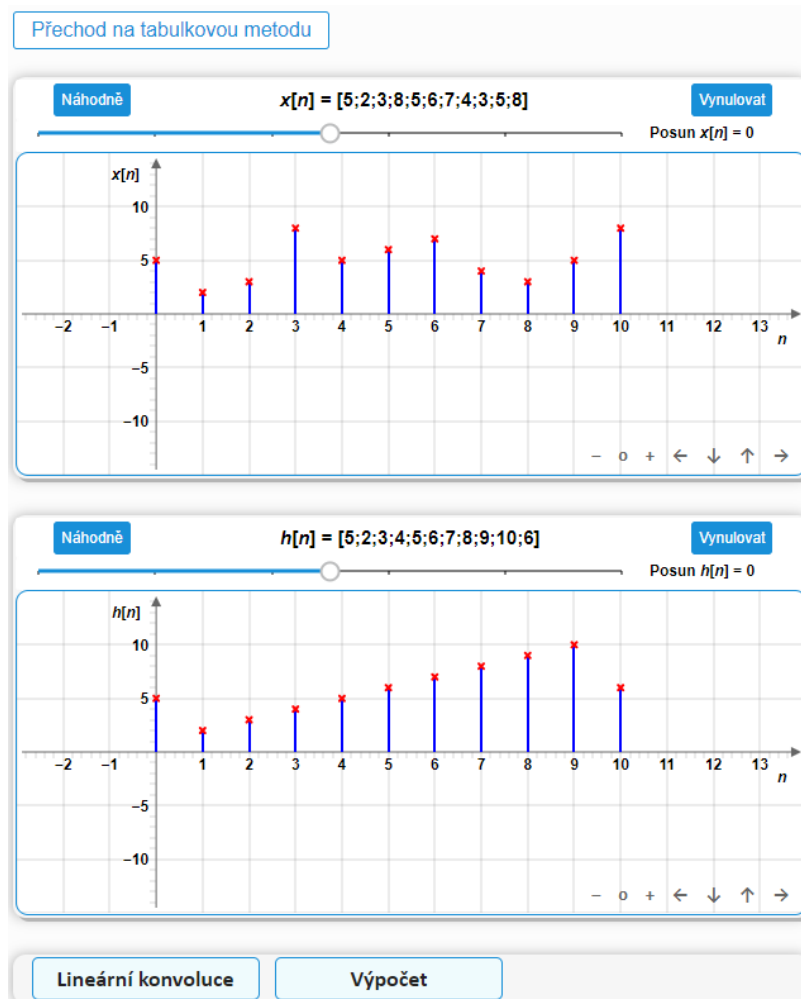 Přechod na tabulkovou metodu
Náhodně x[n] = [5;2;3;8;5;6;7;4;3;5;8] Vynulovat
Posun x[n] = 0
x[n]
10
5
−2 −1 1 2 3 4 5 6 7 8 9 10 11 12 13
n
−5
−10
− o + ← ↓ ↑ →
Náhodně h[n] = [5;2;3;4;5;6;7;8;9;10;6] Vynulovat
Posun h[n] = 0
h[n]
10
5
−2 −1 1 2 3 4 5 6 7 8 9 10 11 12 13
n
−5
−10
− o + ← ↓ ↑ →
Lineární konvoluce Výpočet